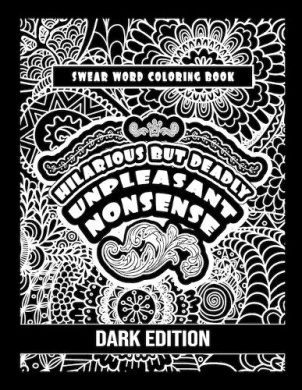 SWEAR WORD COLORING BOOK
HILARIOUS BUT DEADLY
UNPLEASANT
NONSENSE
DARK EDITION